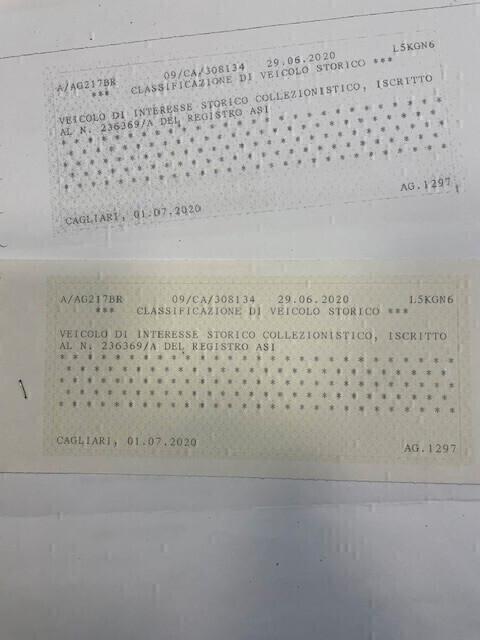 A/AG217BR 09/CA/308134 29.06.2020 L5KGN6
*** CLASSIFICAZIONE DI VEICOLO STORICO ***
VEICOLO DI INTERESSE STORICO COLLEZIONISTICO, ISCRITTO
AL N. 236369/A DEL REGISTRO ASI
CAGLIARI, 01.07.2020 AG.1297
A/AG217BR 09/CA/308134 29.06.2020 L5KGN6
*** CLASSIFICAZIONE DI VEICOLO STORICO ***
VEICOLO DI INTERESSE STORICO COLLEZIONISTICO, ISCRITTO
AL N. 236369/A DEL REGISTRO ASI
CAGLIARI, 01.07.2020 AG.1297